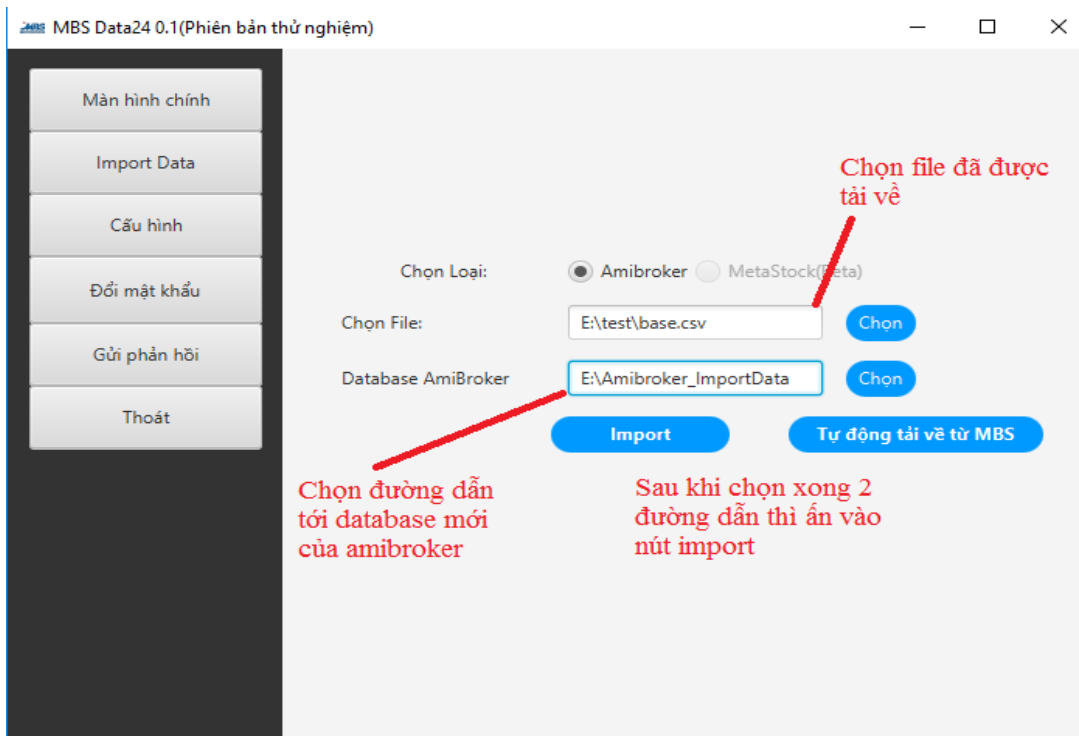 MBS
MBS Data24 0.1(Phiên bản thử nghiệm)
Màn hình chính
Import Data
Cấu hình
Đổi mật khẩu
Gửi phản hồi
Thoát
Chọn file đã được
tải về
Chọn Loại:
Amibroker
MetaStock(Beta)
Chọn File:
E:\test\base.csv
Chọn
Database AmiBroker
E:\Amibroker_ImportData
Chọn
Import
Tự động tải về từ MBS
Chọn đường dẫn
tới database mới
của amibroker
Sau khi chọn xong 2
đường dẫn thì ấn vào
nút import